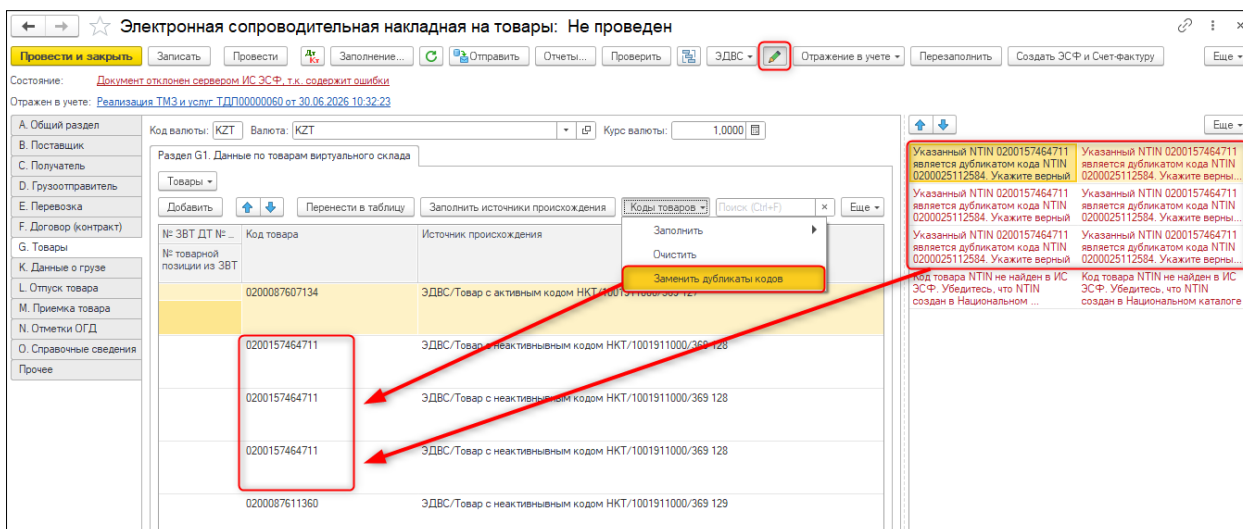 Электронная сопроводительная накладная на товары: Не проведен
Провести и закрыть Записать Провести Дт Кт Заполнение... Отправить Отчеты... Проверить ЭДВС Отражение в учете Перезаполнить Создать ЭСФ и Счет-фактуру Еще
Состояние: Документ отклонен сервером ИС ЭСФ, т.к. содержит ошибки
Отражен в учете: Реализация ТМЗ и услуг ТДП00000060 от 30.06.2026 10:32:23
A. Общий раздел
B. Поставщик
C. Получатель
D. Грузоотправитель
E. Перевозка
F. Договор (контракт)
G. Товары
K. Данные о грузе
L. Отпуск товара
M. Приемка товара
N. Отметки ОГД
O. Справочные сведения
Прочее
Код валюты: KZT Валюта: KZT Курс валюты: 1,0000
Раздел G1. Данные по товарам виртуального склада
Товары
Добавить Перенести в таблицу Заполнить источники происхождения Коды товаров Поиск (Ctrl+F) × Еще
Заполнить
Очистить
Заменить дубликаты кодов
№ ЗВТ ДТ № ... Код товара Источник происхождения
№ товарной
позиции из ЗВТ
0200087607134 ЭДВС/Товар с активным кодом НКТ/1001911000/369 127
0200157464711 ЭДВС/Товар с неактивнывным кодом НКТ/1001911000/369 128
0200157464711 ЭДВС/Товар с неактивнывным кодом НКТ/1001911000/369 128
0200157464711 ЭДВС/Товар с неактивнывным кодом НКТ/1001911000/369 128
0200087611360 ЭДВС/Товар с неактивнывным кодом НКТ/1001911000/369 129
Еще
Указанный NTIN 0200157464711 Указанный NTIN 0200157464711
является дубликатом кода NTIN является дубликатом кода NTIN
0200025112584. Укажите верный 0200025112584. Укажите верны...
Указанный NTIN 0200157464711 Указанный NTIN 0200157464711
является дубликатом кода NTIN является дубликатом кода NTIN
0200025112584. Укажите верный 0200025112584. Укажите верны...
Указанный NTIN 0200157464711 Указанный NTIN 0200157464711
является дубликатом кода NTIN является дубликатом кода NTIN
0200025112584. Укажите верный 0200025112584. Укажите верны...
Код товара NTIN не найден в ИС Код товара NTIN не найден в ИС
ЭСФ. Убедитесь, что NTIN ЭСФ. Убедитесь, что NTIN
создан в Национальном ... создан в Национальном каталоге